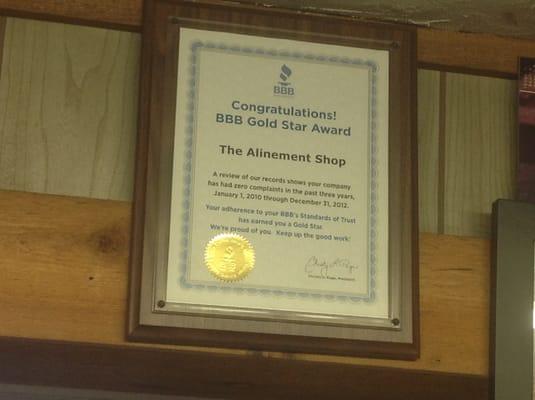 BBB
Congratulations!
BBB Gold Star Award
The Alinement Shop
A review of our records shows your company
has had zero complaints in the past three years,
January 1, 2010 through December 31, 2012.
Your adherence to your BBB's Standards of Trust
has earned you a Gold Star.
We're proud of you. Keep up the good work!